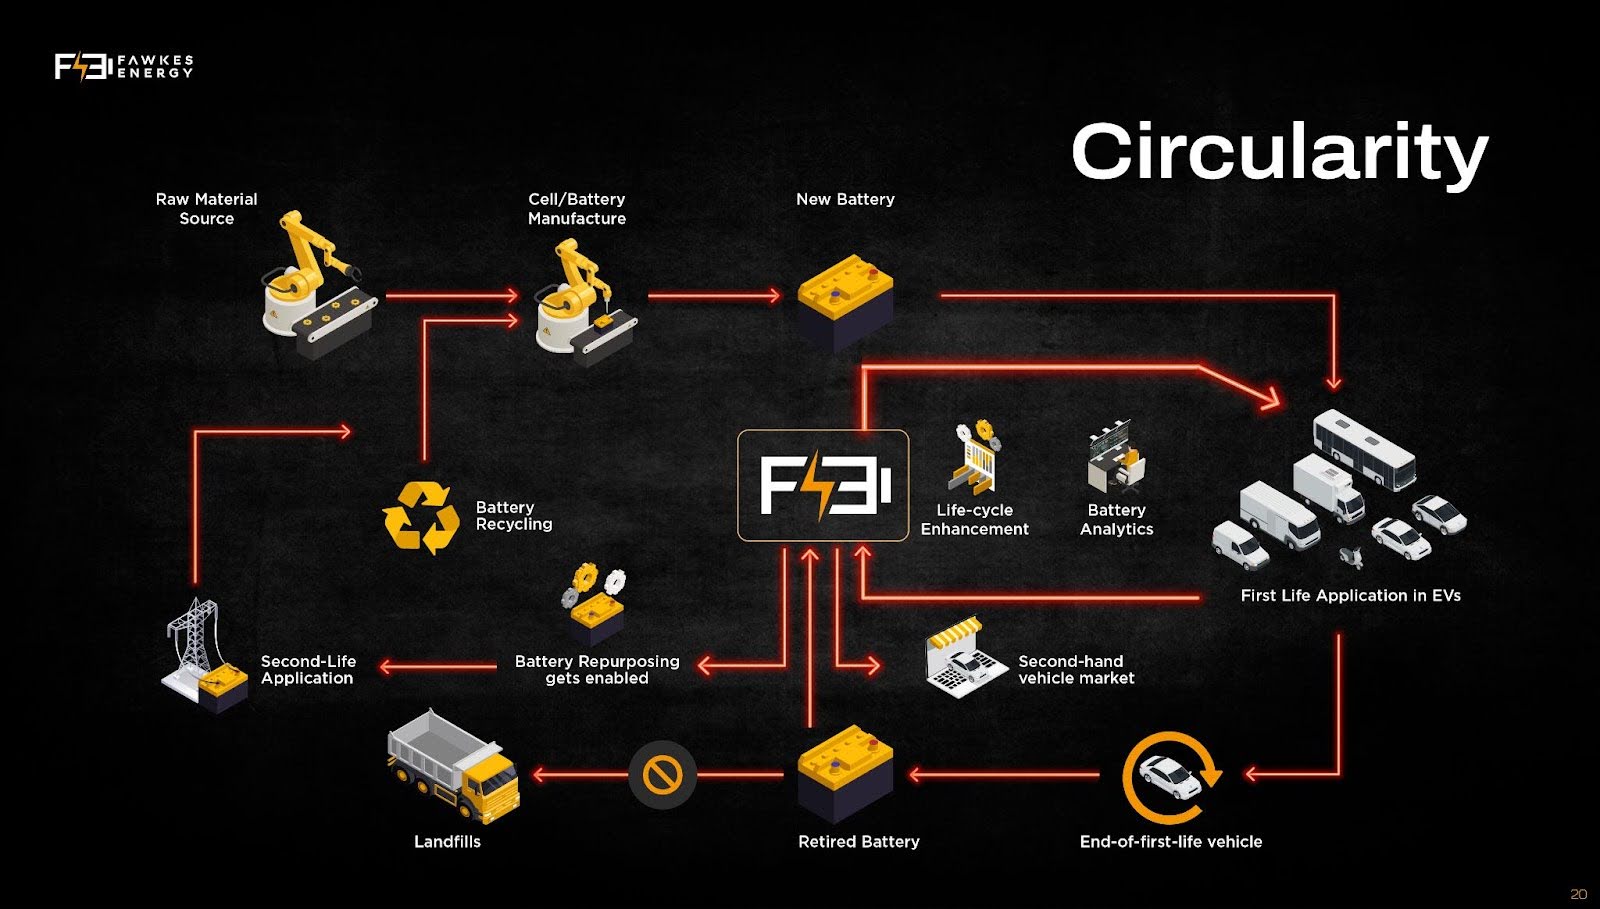 FE FAWKES
ENERGY
Circularity
Raw Material
Source
Cell/Battery
Manufacture
New Battery
FE
Life-cycle
Enhancement
Battery
Analytics
Battery
Recycling
First Life Application in EVs
Second-Life
Application
Battery Repurposing
gets enabled
Second-hand
vehicle market
Landfills
Retired Battery
End-of-first-life vehicle
20